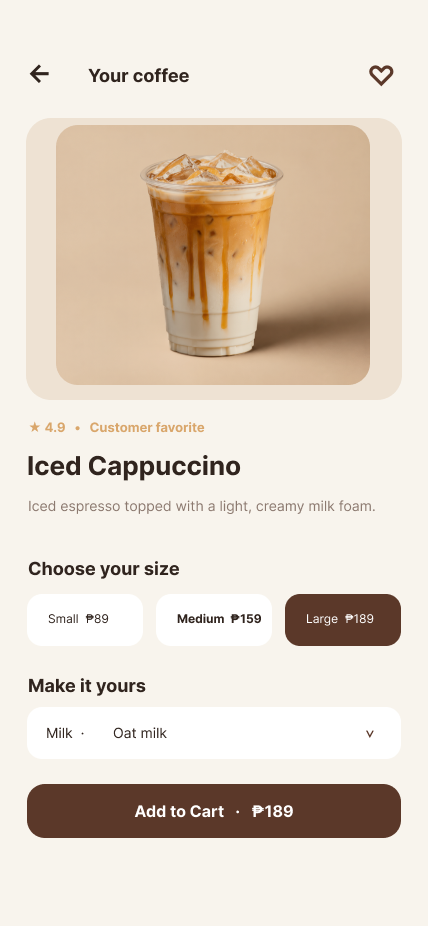 Your coffee
★ 4.9 • Customer favorite
Iced Cappuccino
Iced espresso topped with a light, creamy milk foam.
Choose your size
Small ₱89
Medium ₱159
Large ₱189
Make it yours
Milk · Oat milk
Add to Cart · ₱189